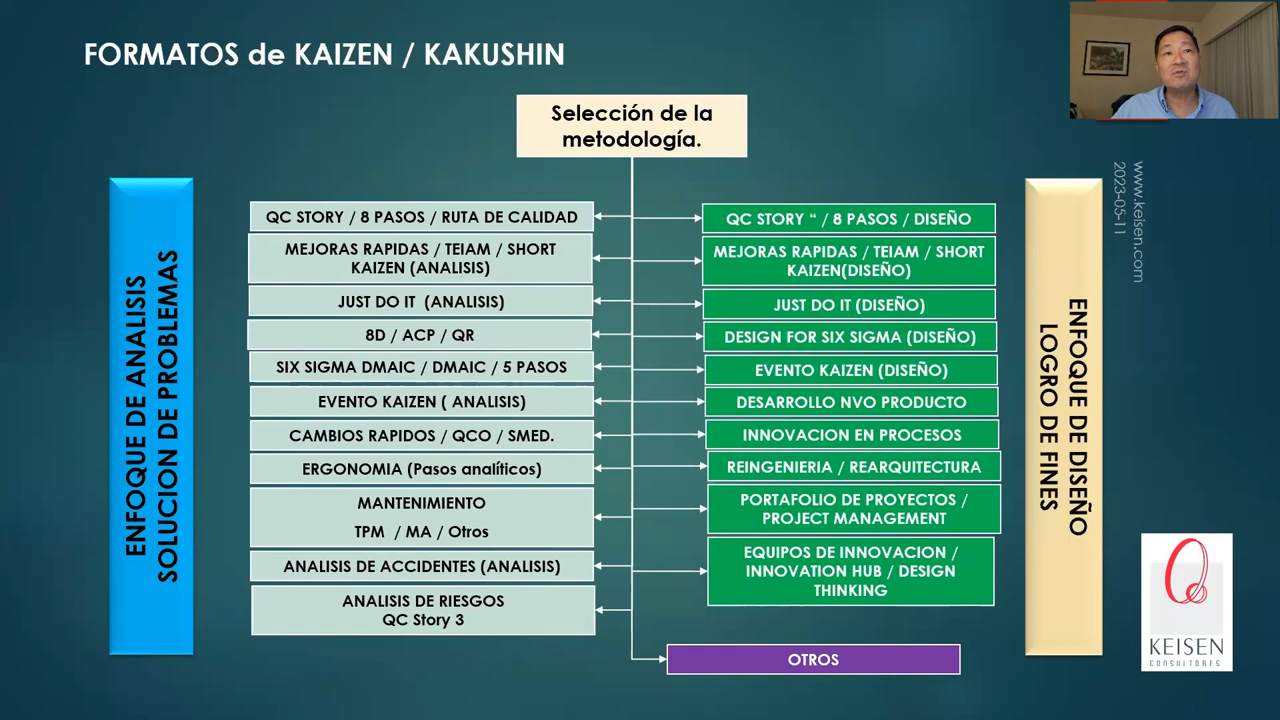 FORMATOS de KAIZEN / KAKUSHIN
Selección de la
metodología.
ENFOQUE DE ANALISIS
SOLUCION DE PROBLEMAS
QC STORY / 8 PASOS / RUTA DE CALIDAD
MEJORAS RAPIDAS / TEIAM / SHORT
KAIZEN (ANALISIS)
JUST DO IT (ANALISIS)
8D / ACP / QR
SIX SIGMA DMAIC / DMAIC / 5 PASOS
EVENTO KAIZEN ( ANALISIS)
CAMBIOS RAPIDOS / QCO / SMED.
ERGONOMIA (Pasos analíticos)
MANTENIMIENTO
TPM / MA / Otros
ANALISIS DE ACCIDENTES (ANALISIS)
ANALISIS DE RIESGOS
QC Story 3
QC STORY “ / 8 PASOS / DISEÑO
MEJORAS RAPIDAS / TEIAM / SHORT
KAIZEN(DISEÑO)
JUST DO IT (DISEÑO)
DESIGN FOR SIX SIGMA (DISEÑO)
EVENTO KAIZEN (DISEÑO)
DESARROLLO NVO PRODUCTO
INNOVACION EN PROCESOS
REINGENIERIA / REARQUITECTURA
PORTAFOLIO DE PROYECTOS /
PROJECT MANAGEMENT
EQUIPOS DE INNOVACION /
INNOVATION HUB / DESIGN
THINKING
OTROS
ENFOQUE DE DISEÑO
LOGRO DE FINES
www.keisen.com
2023-05-11
KEISEN
CONSULTORES